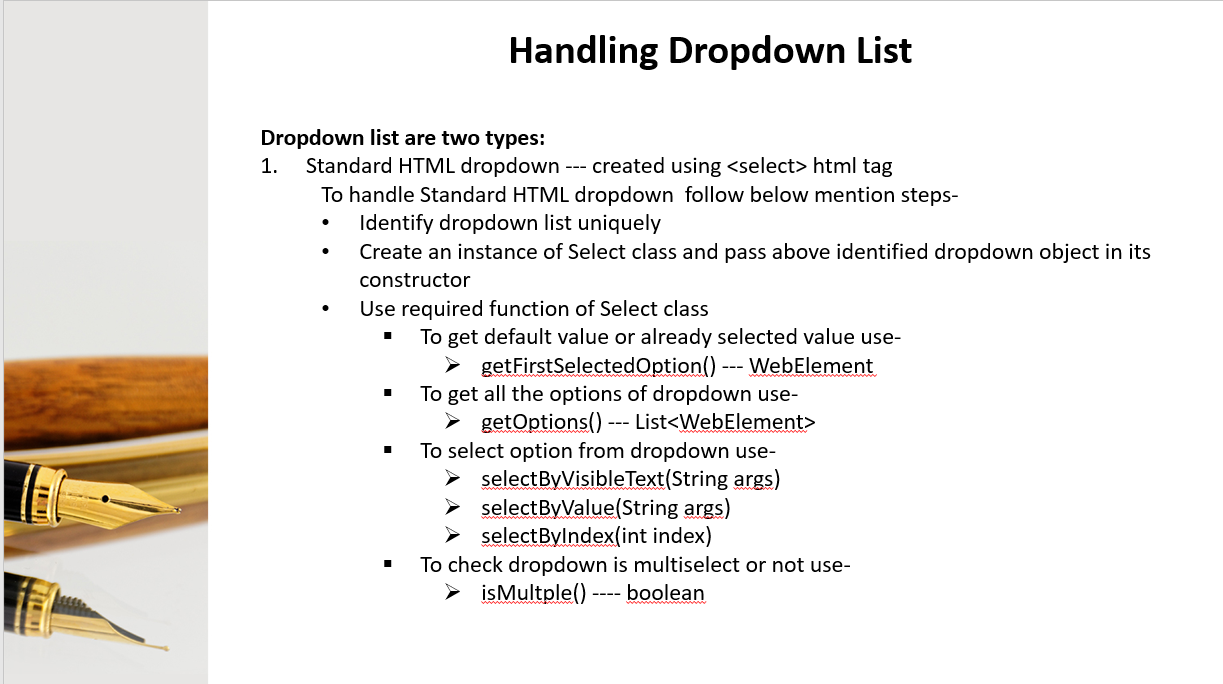 Handling Dropdown List
Dropdown list are two types:
1. Standard HTML dropdown --- created using <select> html tag
To handle Standard HTML dropdown  follow below mention steps-
• Identify dropdown list uniquely
• Create an instance of Select class and pass above identified dropdown object in its
constructor
• Use required function of Select class
▪ To get default value or already selected value use-
➢ getFirstSelectedOption() --- WebElement
▪ To get all the options of dropdown use-
➢ getOptions() --- List<WebElement>
▪ To select option from dropdown use-
➢ selectByVisibleText(String args)
➢ selectByValue(String args)
➢ selectByIndex(int index)
▪ To check dropdown is multiselect or not use-
➢ isMultple() ---- boolean